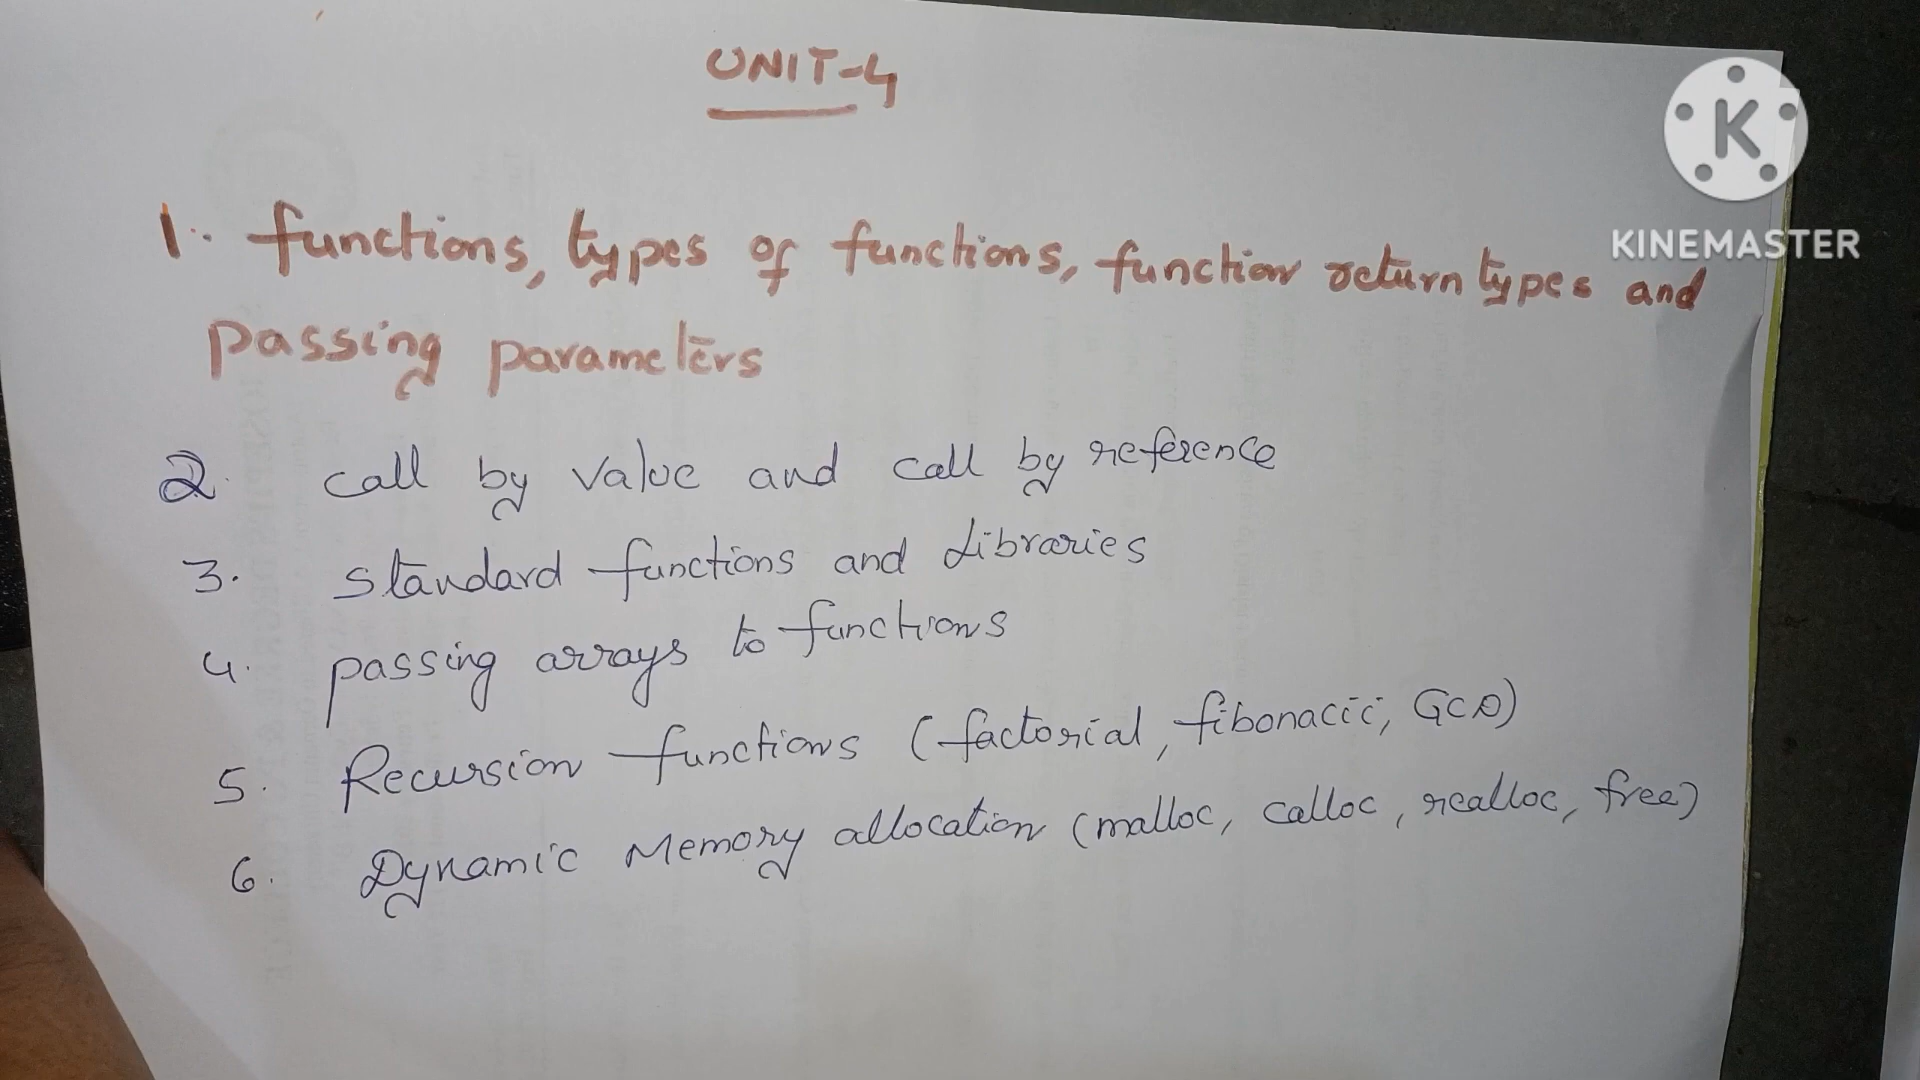 UNIT-4
K
KINEMASTER
1. functions, types of functions, function return types and
passing parameters
2. call by value and call by reference
3. standard functions and Libraries
4. passing arrays to functions
5. Recursion functions (factorial, fibonacii, GCD)
6. Dynamic Memory allocation (malloc, calloc, realloc, free)